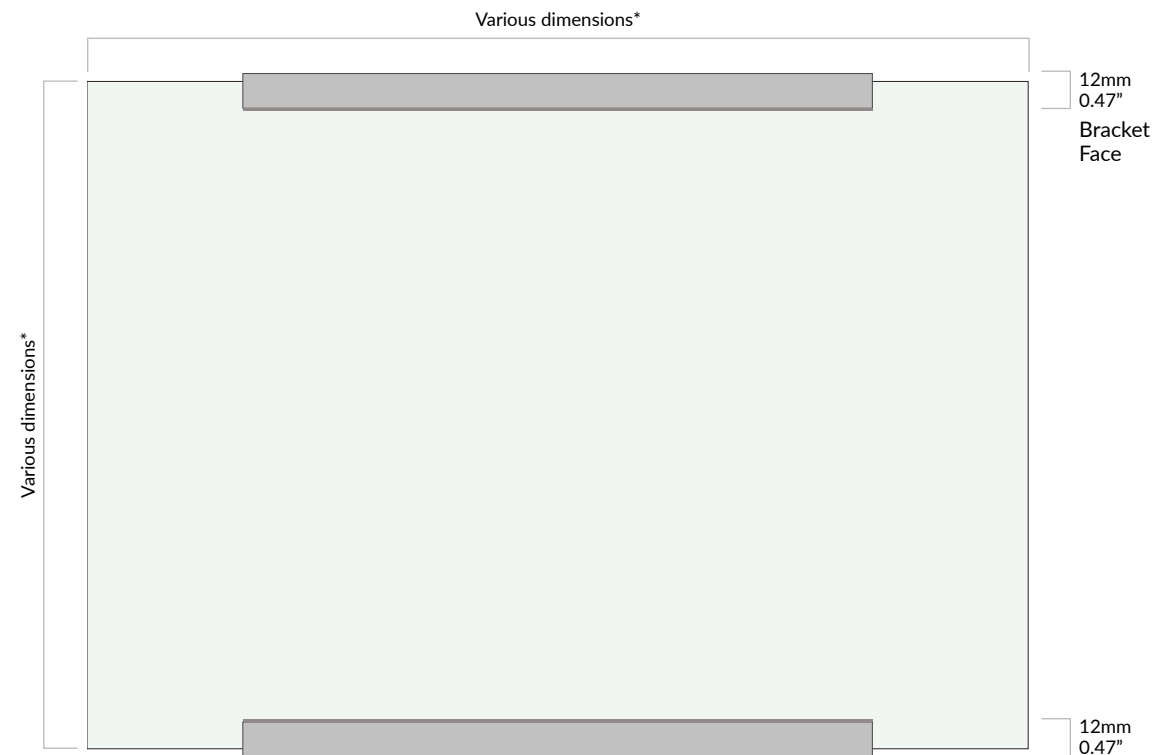 Various dimensions*
12mm
0.47”
Bracket
Face
Various dimensions*
12mm
0.47”